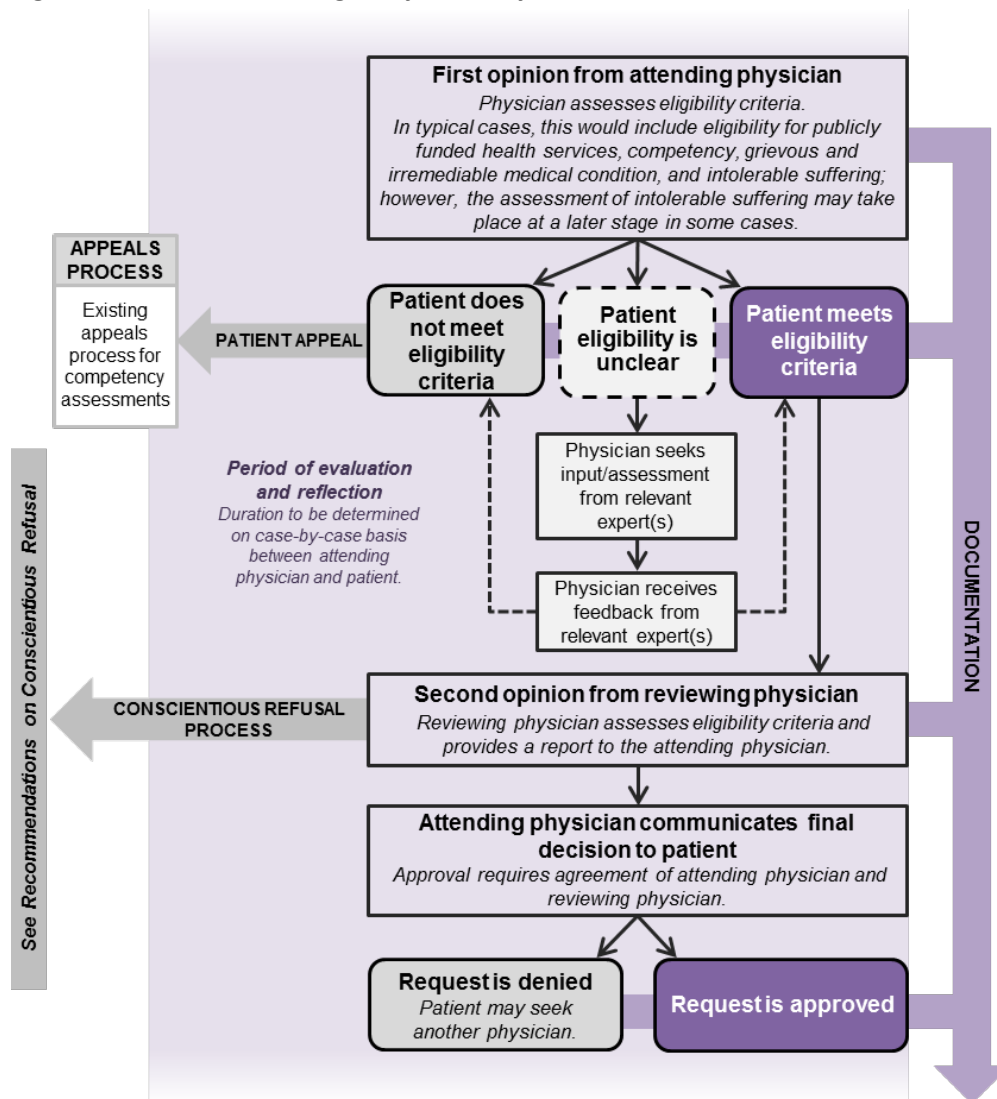 First opinion from attending physician
Physician assesses eligibility criteria.
In typical cases, this would include eligibility for publicly
funded health services, competency, grievous and
irremediable medical condition, and intolerable suffering;
however, the assessment of intolerable suffering may take
place at a later stage in some cases.
APPEALS
PROCESS
Existing
appeals
process for
competency
assessments
PATIENT APPEAL
Patient does
not meet
eligibility
criteria
Patient
eligibility is
unclear
Patient meets
eligibility
criteria
Physician seeks
input/assessment
from relevant
expert(s)
Period of evaluation
and reflection
Duration to be determined
on case-by-case basis
between attending
physician and patient.
Physician receives
feedback from
relevant expert(s)
DOCUMENTATION
See Recommendations on Conscientious Refusal
CONSCIENTIOUS REFUSAL
PROCESS
Second opinion from reviewing physician
Reviewing physician assesses eligibility criteria and
provides a report to the attending physician.
Attending physician communicates final
decision to patient
Approval requires agreement of attending physician and
reviewing physician.
Request is denied
Patient may seek
another physician.
Request is approved